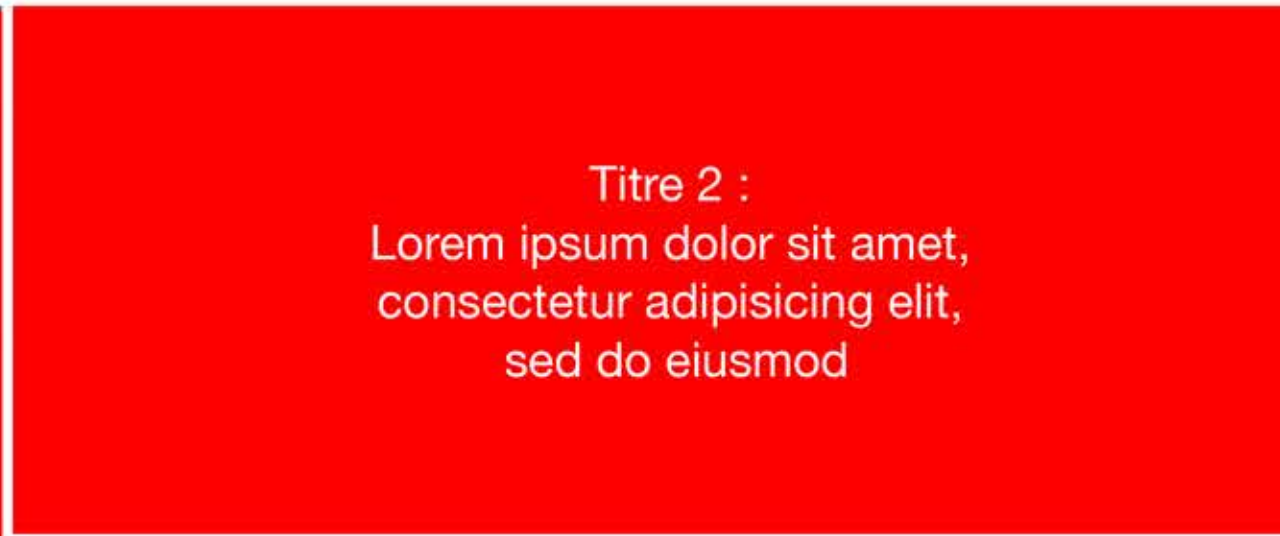 Titre 2 :
Lorem ipsum dolor sit amet,
consectetur adipisicing elit,
sed do eiusmod